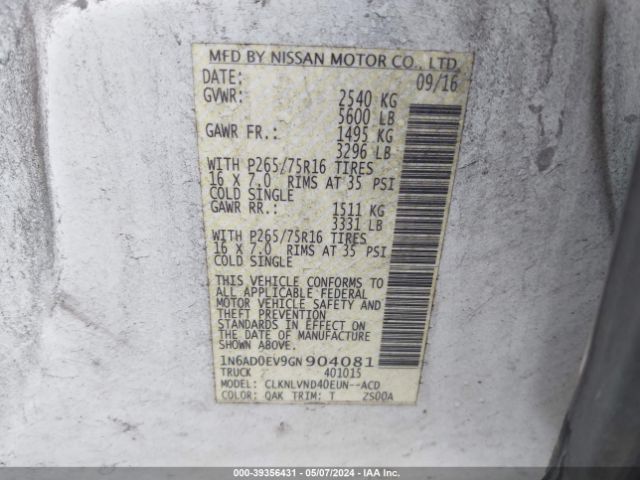 MFD BY NISSAN MOTOR CO., LTD.
DATE: 09/16
GVWR: 2540 KG
5600 LB
GAWR FR.: 1495 KG
3296 LB
WITH P265/75R16 TIRES
16 X 7.0 RIMS AT 35 PSI
COLD SINGLE
GAWR RR.: 1511 KG
3331 LB
WITH P265/75R16 TIRES
16 X 7.0 RIMS AT 35 PSI
COLD SINGLE
THIS VEHICLE CONFORMS TO
ALL APPLICABLE FEDERAL
MOTOR VEHICLE SAFETY AND
THEFT PREVENTION
STANDARDS IN EFFECT ON
THE DATE OF MANUFACTURE
SHOWN ABOVE.
1N6AD0EV9GN904081
TRUCK 401015
MODEL: CLKNLVND40EUN--ACD
COLOR: QAK TRIM: T 2S00A
000-39356431 - 05/07/2024 - IAA Inc.